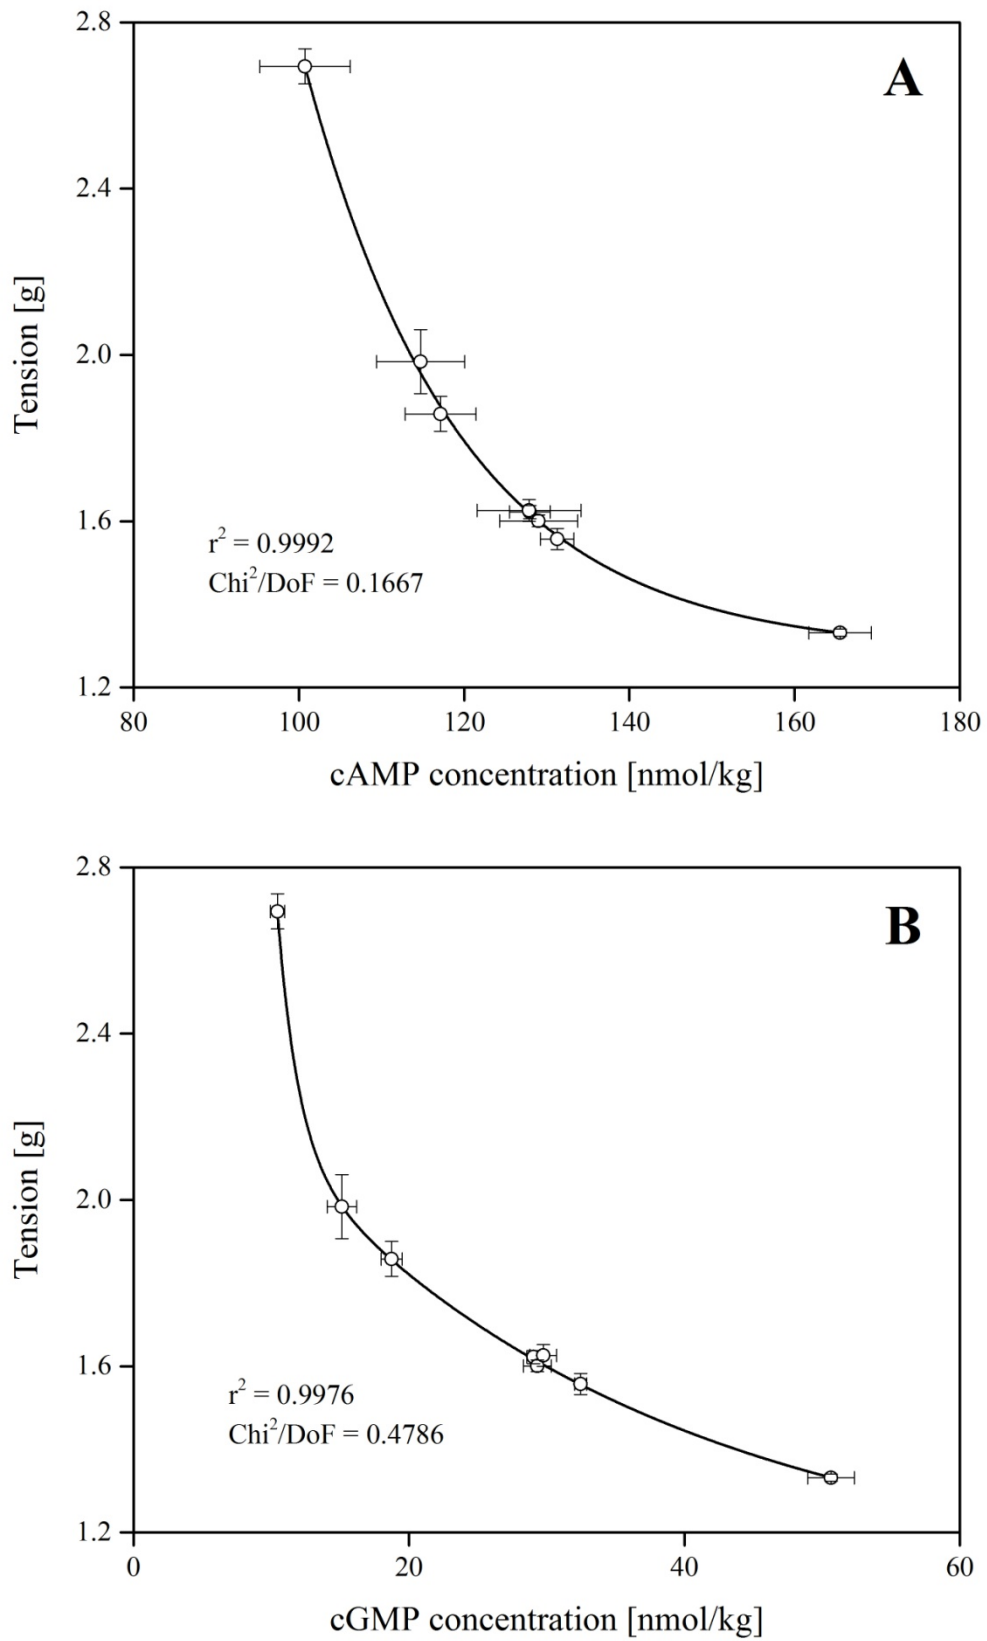 A
2.8
2.4
2.0
1.6
1.2
Tension [g]
r² = 0.9992
Chi²/DoF = 0.1667
80 100 120 140 160 180
cAMP concentration [nmol/kg]
B
2.8
2.4
2.0
1.6
1.2
Tension [g]
r² = 0.9976
Chi²/DoF = 0.4786
0 20 40 60
cGMP concentration [nmol/kg]